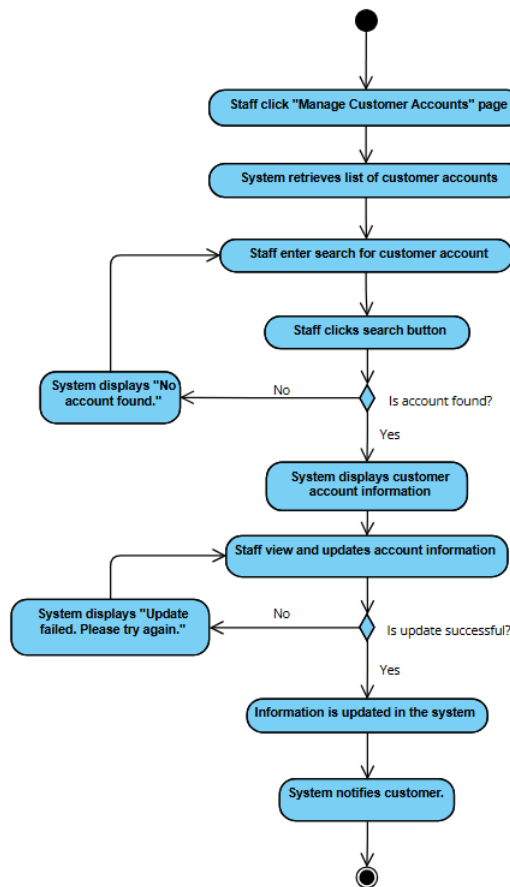 Staff click "Manage Customer Accounts" page
System retrieves list of customer accounts
Staff enter search for customer account
Staff clicks search button
System displays "No
account found."
No
Is account found?
Yes
System displays customer
account information
Staff view and updates account information
System displays "Update
failed. Please try again."
No
Is update successful?
Yes
Information is updated in the system
System notifies customer.